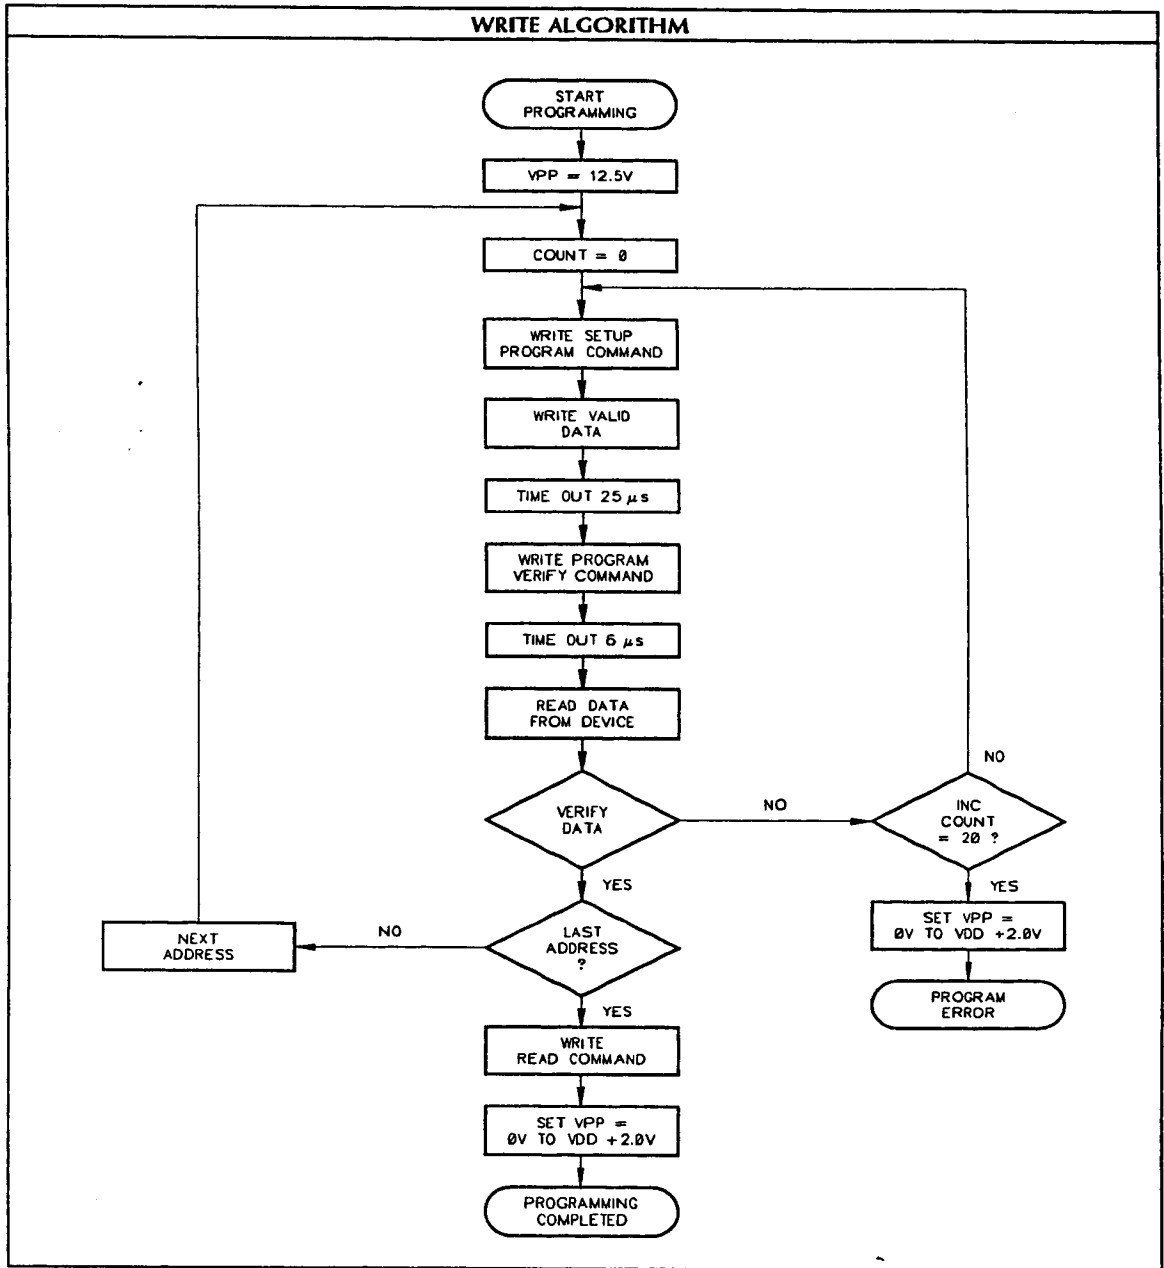 WRITE ALGORITHM
START
PROGRAMMING
VPP = 12.5V
COUNT = 0
WRITE SETUP
PROGRAM COMMAND
WRITE VALID
DATA
TIME OUT 25 μs
WRITE PROGRAM
VERIFY COMMAND
TIME OUT 6 μs
READ DATA
FROM DEVICE
VERIFY
DATA
NO
INC
COUNT
= 20 ?
NO
YES
SET VPP =
0V TO VDD +2.0V
PROGRAM
ERROR
YES
LAST
ADDRESS
?
NO
NEXT
ADDRESS
YES
WRITE
READ COMMAND
SET VPP =
0V TO VDD +2.0V
PROGRAMMING
COMPLETED